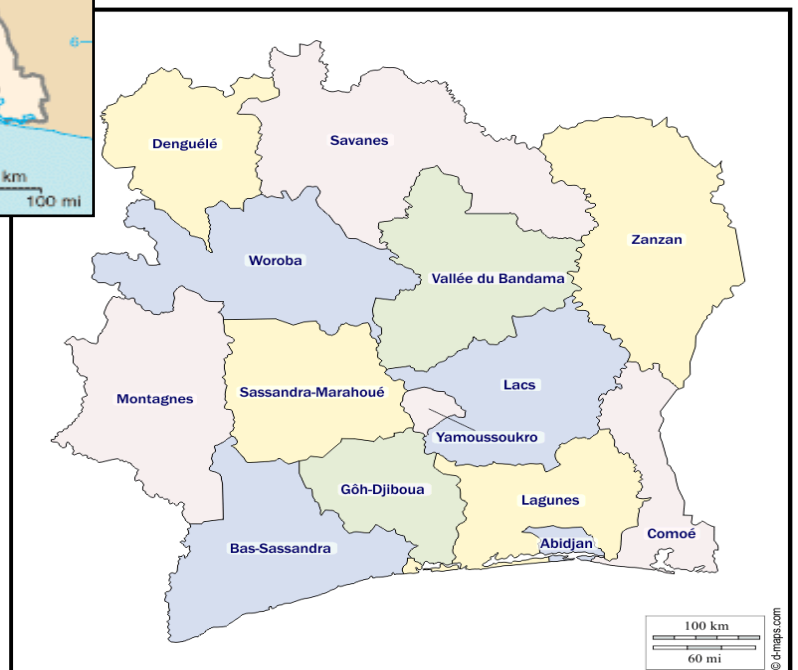 6
km
100 mi
Denguélé
Savanes
Zanzan
Woroba
Vallée du Bandama
Montagnes
Sassandra-Marahoué
Lacs
Yamoussoukro
Gôh-Djiboua
Lagunes
Bas-Sassandra
Abidjan
Comoé
100 km
60 mi
© d-maps.com